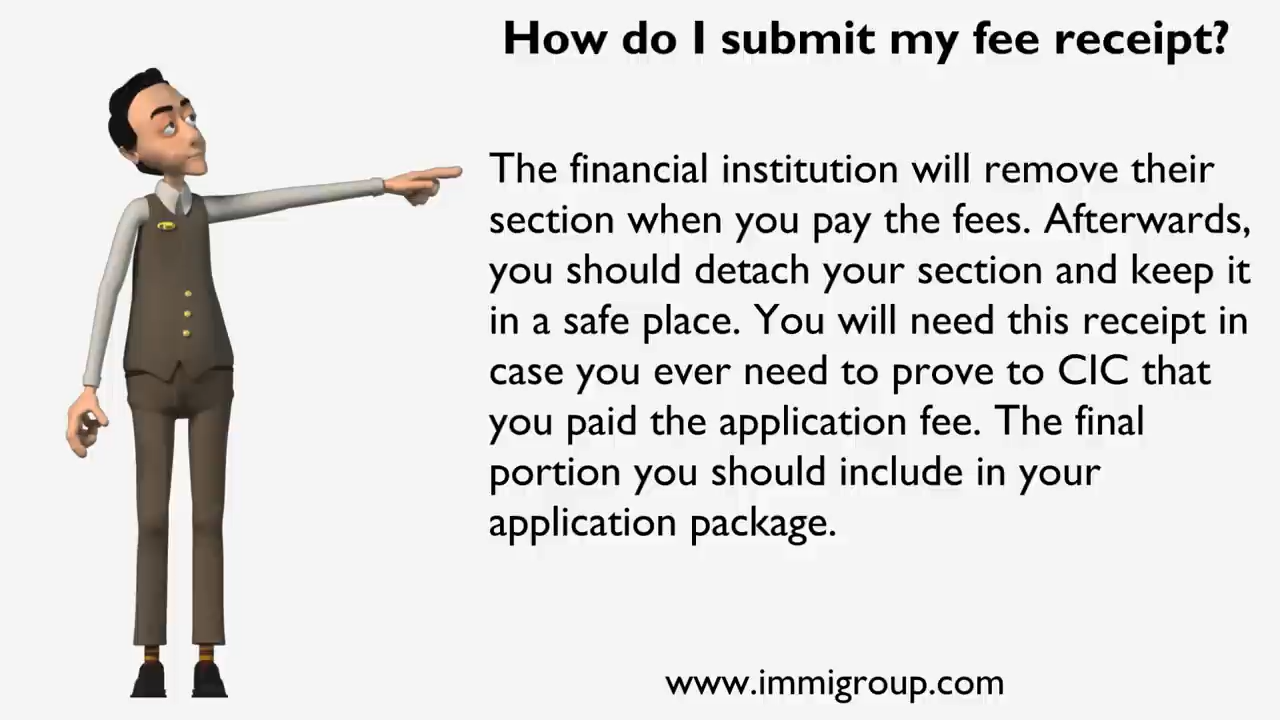 How do I submit my fee receipt?
The financial institution will remove their
section when you pay the fees. Afterwards,
you should detach your section and keep it
in a safe place. You will need this receipt in
case you ever need to prove to CIC that
you paid the application fee. The final
portion you should include in your
application package.
www.immigroup.com